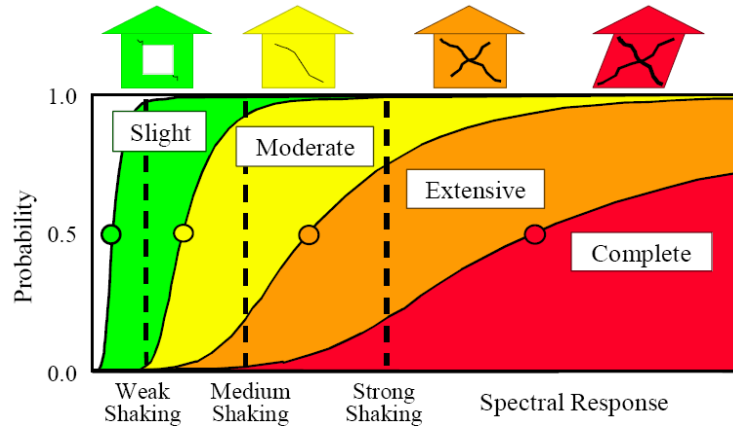 1.0
Slight
Moderate
Extensive
Probability
0.5
Complete
0.0
Weak
Shaking
Medium
Shaking
Strong
Shaking
Spectral Response